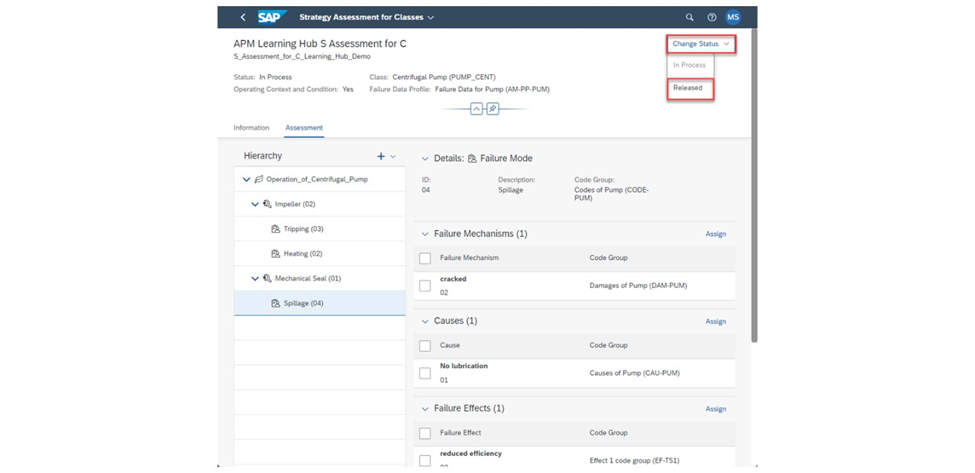 SAP Strategy Assessment for Classes MS
APM Learning Hub S Assessment for C
Change Status
S_Assessment_for_C_Learning_Hub_Demo
In Process
Released
Status: In Process Class: Centrifugal Pump (PUMP_CENT)
Operating Context and Condition: Yes Failure Data Profile: Failure Data for Pump (AM-PP-PUM)
Information Assessment
Hierarchy
Operation_of_Centrifugal_Pump
Impeller (02)
Tripping (03)
Heating (02)
Mechanical Seal (01)
Spillage (04)
Details: Failure Mode
ID: Description: Code Group:
04 Spillage Codes of Pump (CODE-
PUM)
Failure Mechanisms (1) Assign
Failure Mechanism Code Group
cracked
02 Damages of Pump (DAM-PUM)
Causes (1) Assign
Cause Code Group
No lubrication
01 Causes of Pump (CAU-PUM)
Failure Effects (1) Assign
Failure Effect Code Group
reduced efficiency
Effect 1 code group (EF-TS1)